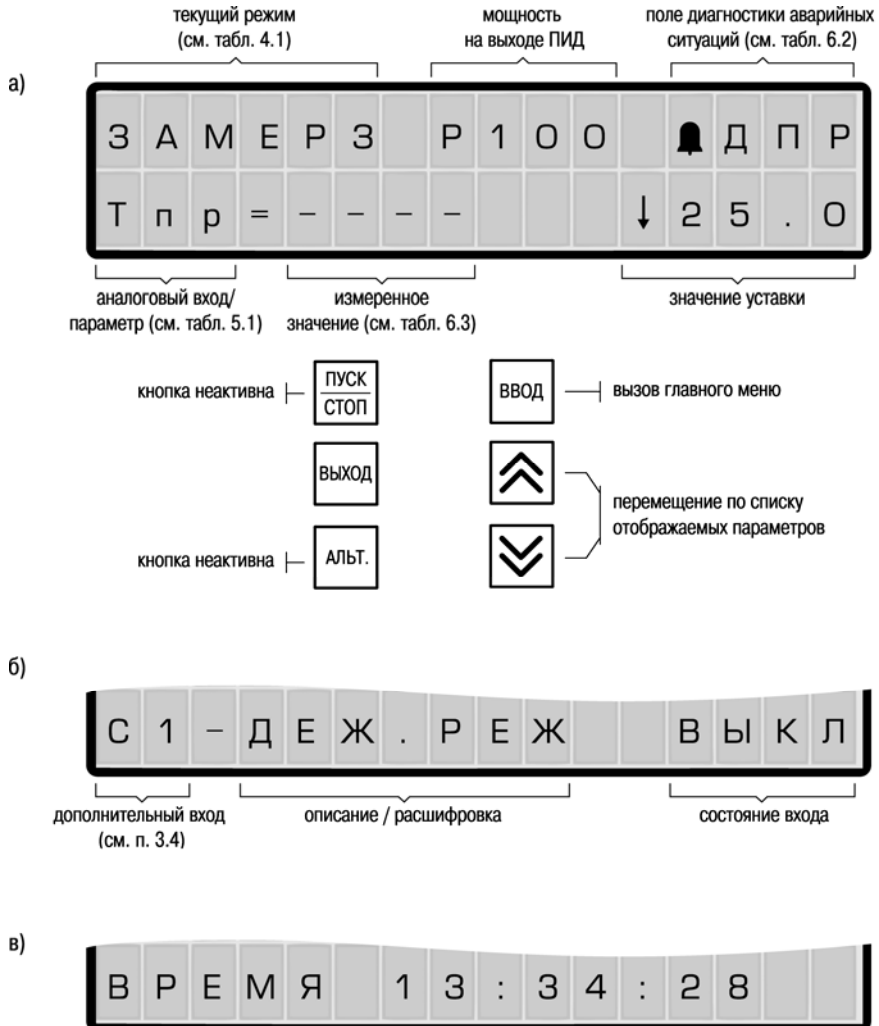 текущий режим
(см. табл. 4.1)
мощность
на выходе ПИД
поле диагностики аварийных
ситуаций (см. табл. 6.2)
а)
ЗАМЕРЗ Р100 ДПР
Тпр=---- ↓25.0
аналоговый вход/
параметр (см. табл. 5.1)
измеренное
значение (см. табл. 6.3)
значение уставки
кнопка неактивна
ПУСК
СТОП
ВВОД
вызов главного меню
ВЫХОД
перемещение по списку
отображаемых параметров
кнопка неактивна
АЛЬТ.
б)
С1-ДЕЖ.РЕЖ ВЫКЛ
дополнительный вход
(см. п. 3.4)
описание / расшифровка
состояние входа
в)
ВРЕМЯ 13:34:28